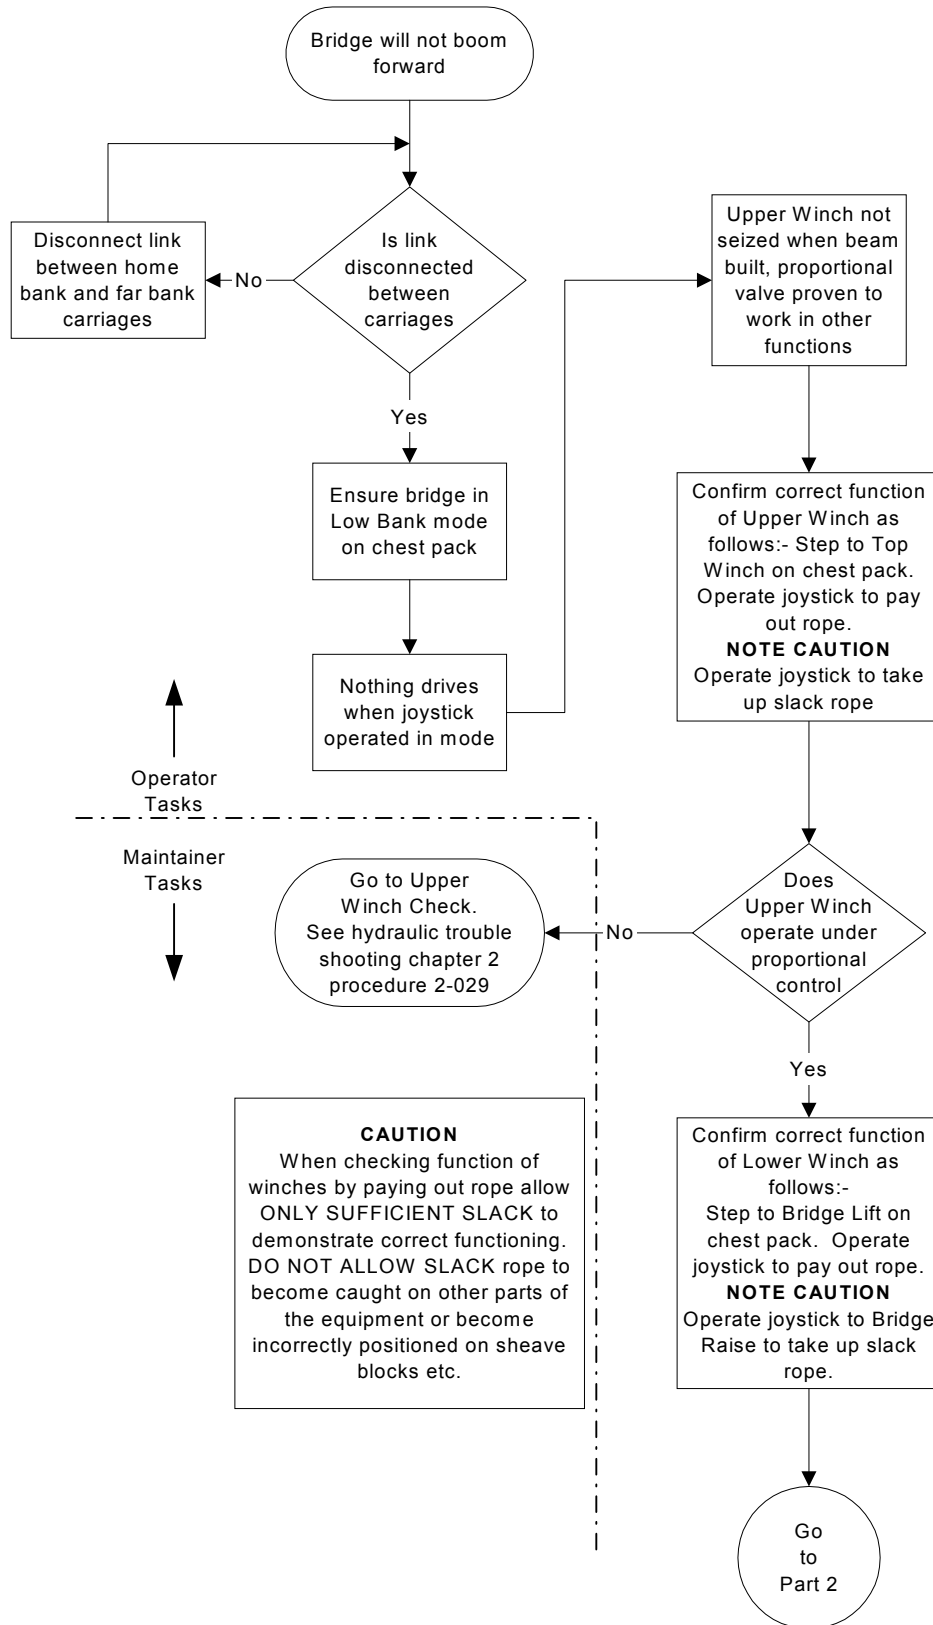 Bridge will not boom
forward
Is link
disconnected
between
carriages
No
Disconnect link
between home
bank and far bank
carriages
Yes
Ensure bridge in
Low Bank mode
on chest pack
Nothing drives
when joystick
operated in mode
Upper Winch not
seized when beam
built, proportional
valve proven to
work in other
functions
Confirm correct function
of Upper Winch as
follows:- Step to Top
Winch on chest pack.
Operate joystick to pay
out rope.
NOTE CAUTION
Operate joystick to take
up slack rope
Operator
Tasks
Maintainer
Tasks
Does
Upper Winch
operate under
proportional
control
No
Go to Upper
Winch Check.
See hydraulic trouble
shooting chapter 2
procedure 2-029
Yes
Confirm correct function
of Lower Winch as
follows:-
Step to Bridge Lift on
chest pack.  Operate
joystick to pay out rope.
NOTE CAUTION
Operate joystick to Bridge
Raise to take up slack
rope.
CAUTION
When checking function of
winches by paying out rope allow
ONLY SUFFICIENT SLACK to
demonstrate correct functioning.
DO NOT ALLOW SLACK rope to
become caught on other parts of
the equipment or become
incorrectly positioned on sheave
blocks etc.
Go
to
Part 2